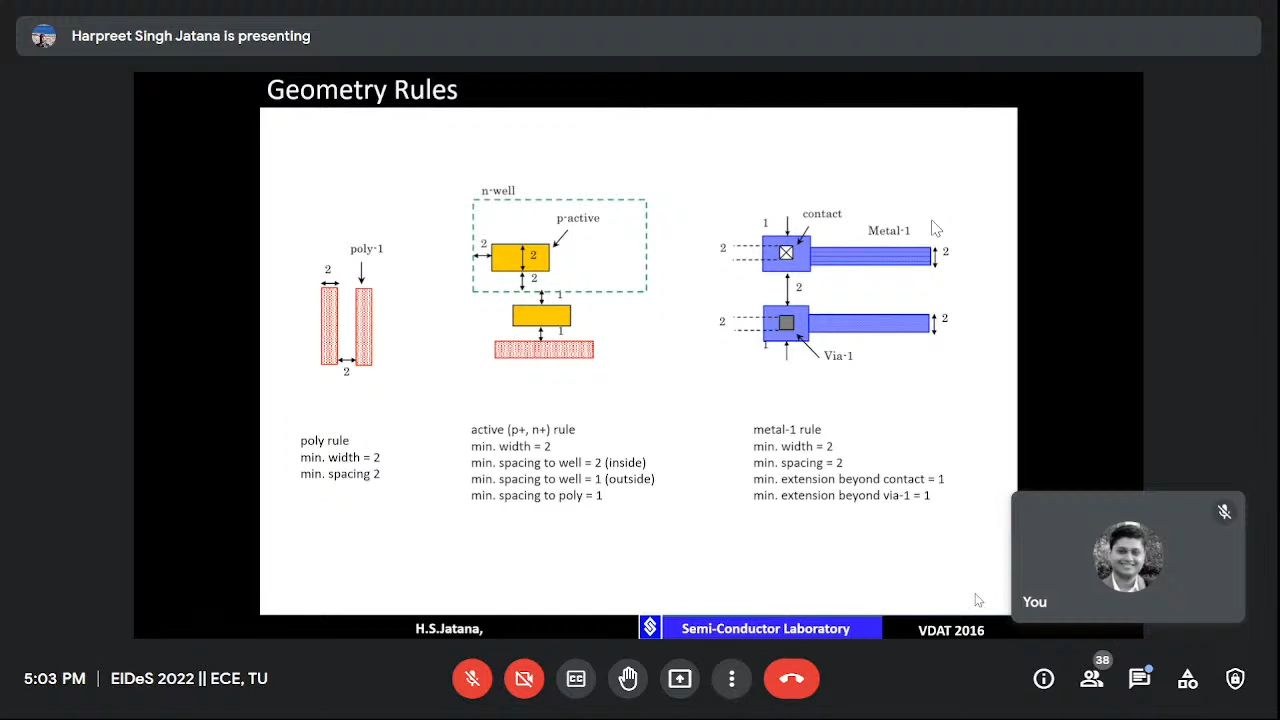 Harpreet Singh Jatana is presenting
Geometry Rules
n-well
p-active
2
2
2
1
1
poly-1
2
2
contact
Metal-1
1
2
2
2
2
2
1
Via-1
poly rule
min. width = 2
min. spacing 2
active (p+, n+) rule
min. width = 2
min. spacing to well = 2 (inside)
min. spacing to well = 1 (outside)
min. spacing to poly = 1
metal-1 rule
min. width = 2
min. spacing = 2
min. extension beyond contact = 1
min. extension beyond via-1 = 1
You
H.S.Jatana,
Semi-Conductor Laboratory
VDAT 2016
5:03 PM | EIDeS 2022 || ECE, TU
CC
38